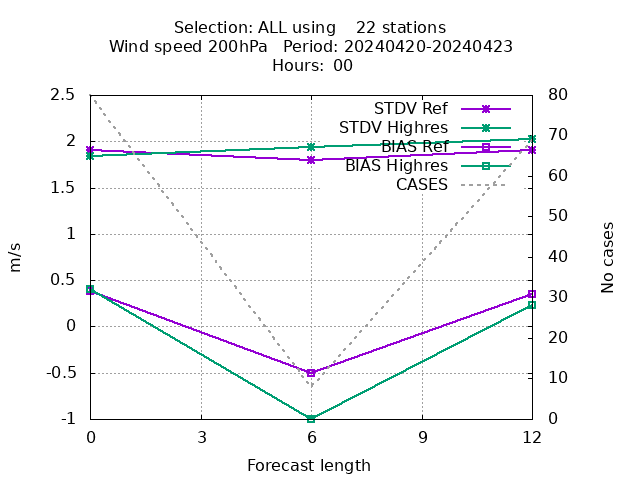 Selection: ALL using    22 stations
Wind speed 200hPa   Period: 20240420-20240423
Hours:  00
STDV Ref
STDV Highres
BIAS Ref
BIAS Highres
CASES
2.5
2
1.5
1
0.5
0
-0.5
-1
m/s
80
70
60
50
40
30
20
10
0
No cases
0 3 6 9 12
Forecast length